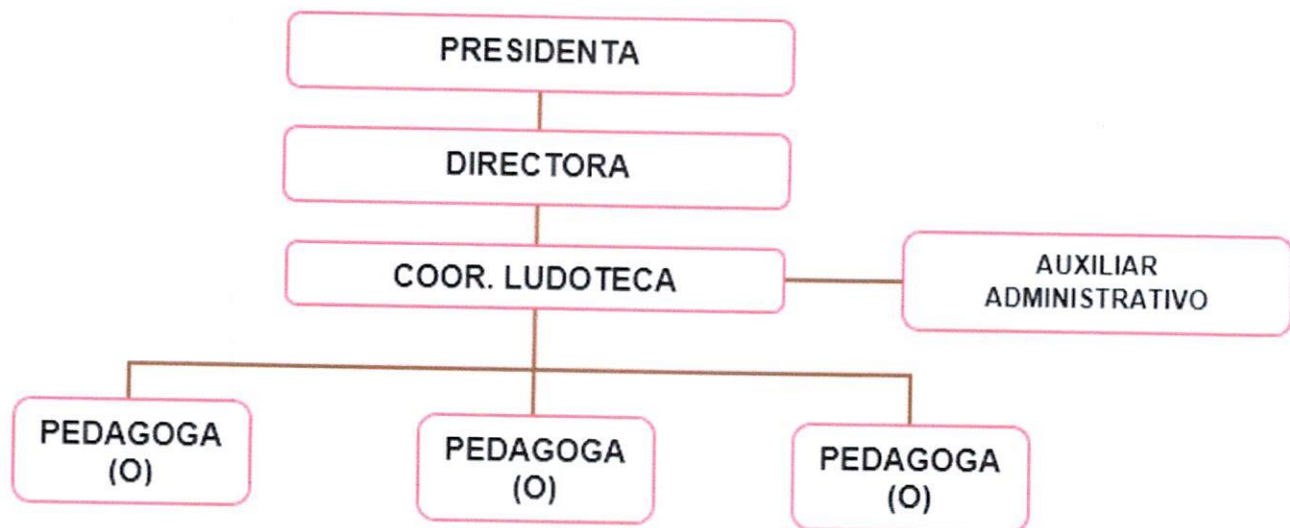 PRESIDENTA
DIRECTORA
COOR. LUDOTECA
AUXILIAR
ADMINISTRATIVO
PEDAGOGA
(O)
PEDAGOGA
(O)
PEDAGOGA
(O)